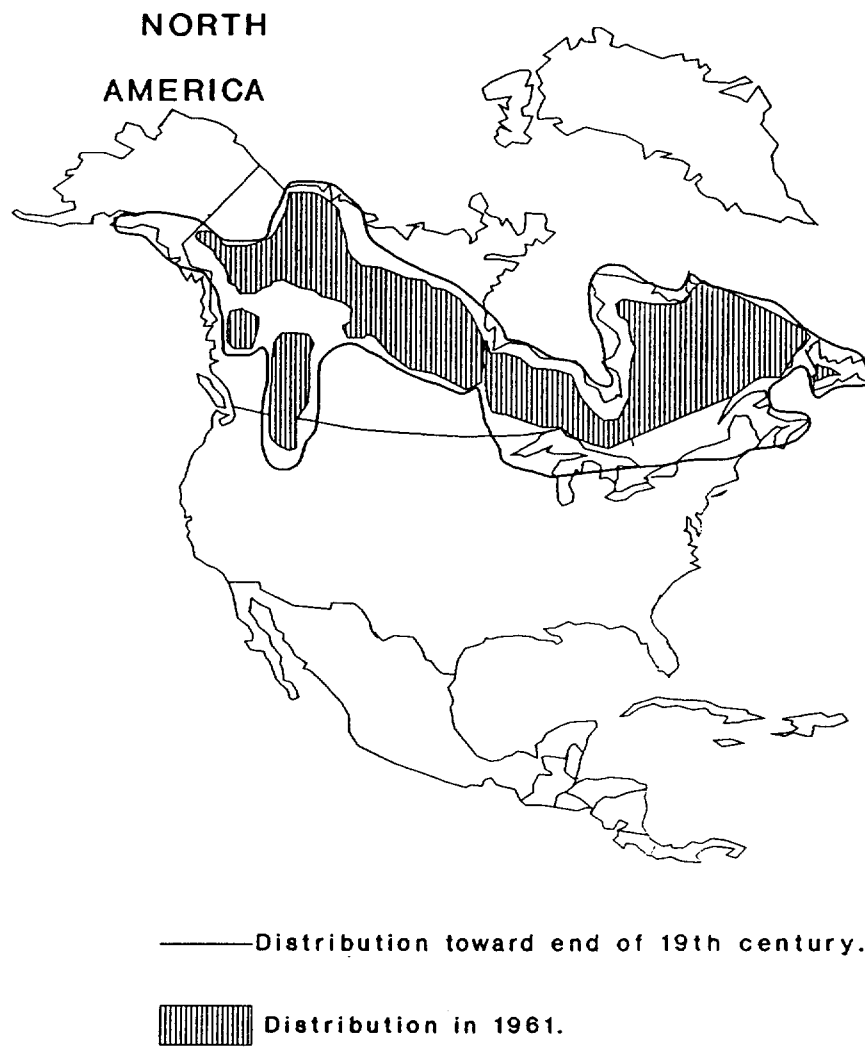 NORTH
AMERICA
Distribution toward end of 19th century.
Distribution in 1961.